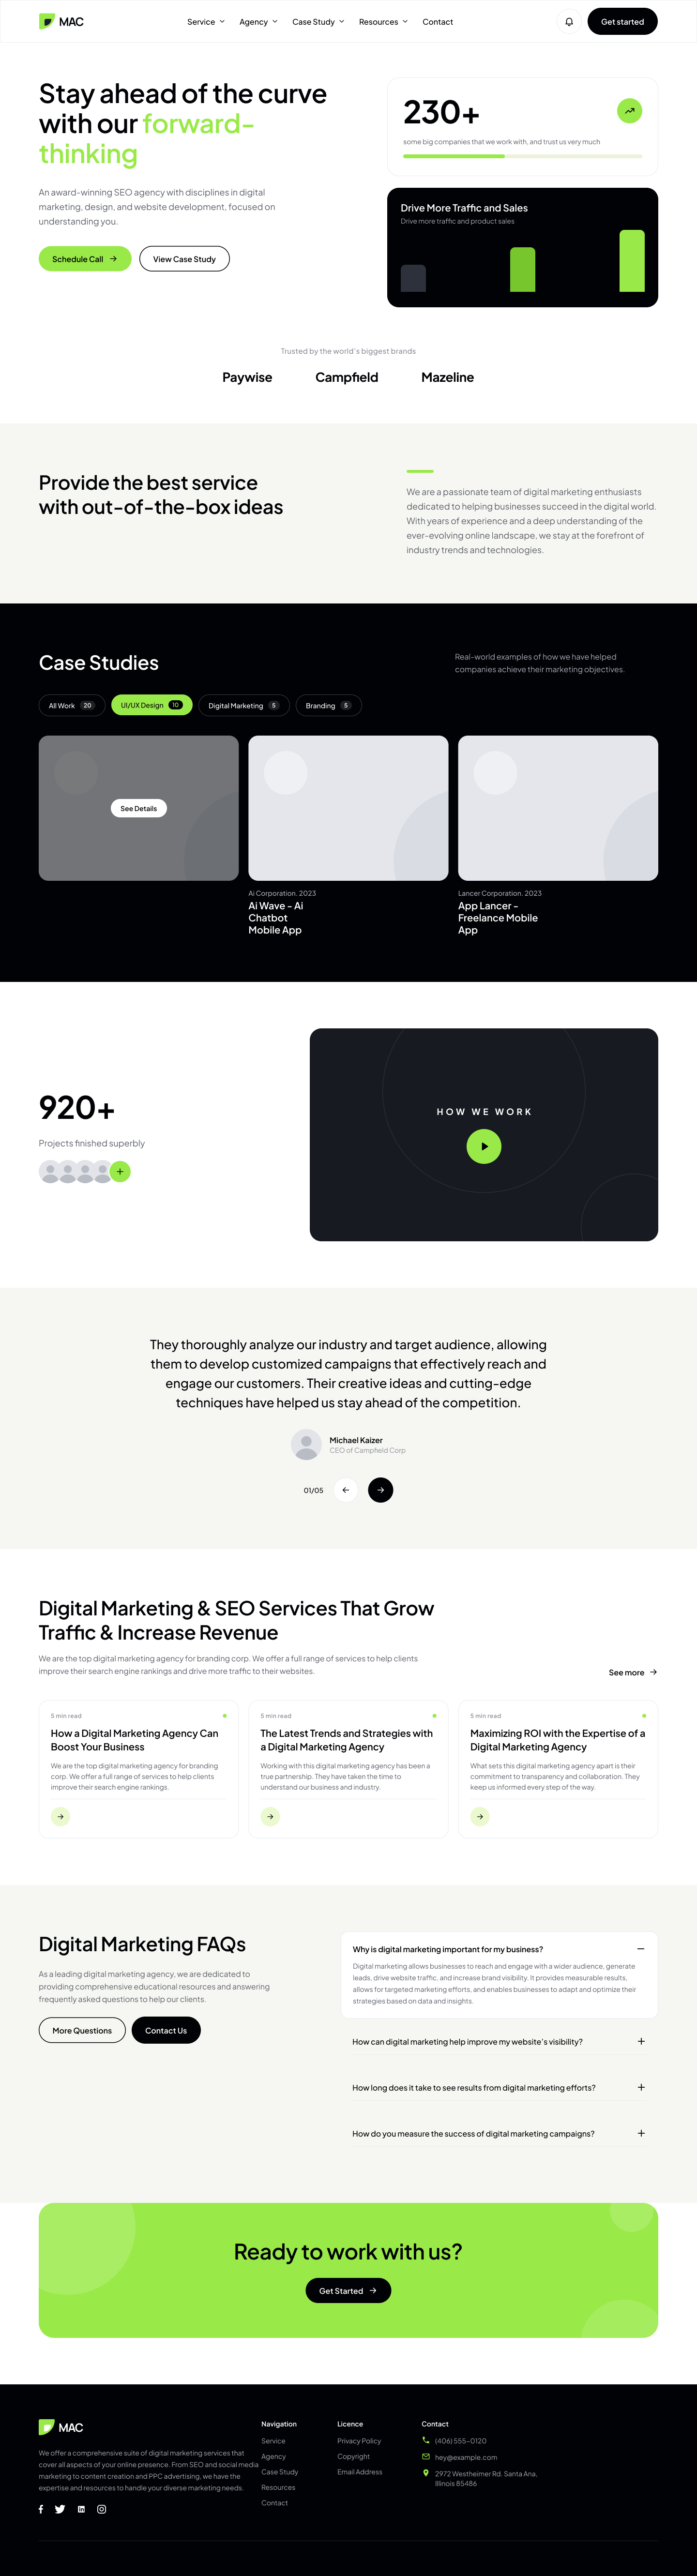 MAC
Service
Agency
Case Study
Resources
Contact
Get started
Stay ahead of the curve
with our forward-
thinking
An award-winning SEO agency with disciplines in digital
marketing, design, and website development, focused on
understanding you.
Schedule Call
View Case Study
230+
some big companies that we work with, and trust us very much
Drive More Traffic and Sales
Drive more traffic and product sales
Trusted by the world's biggest brands
Paywise
Campfield
Mazeline
Provide the best service
with out-of-the-box ideas
We are a passionate team of digital marketing enthusiasts
dedicated to helping businesses succeed in the digital world.
With years of experience and a deep understanding of the
ever-evolving online landscape, we stay at the forefront of
industry trends and technologies.
Case Studies
Real-world examples of how we have helped
companies achieve their marketing objectives.
All Work 20
UI/UX Design 10
Digital Marketing 5
Branding 5
See Details
Ai Corporation. 2023
Ai Wave - Ai
Chatbot
Mobile App
Lancer Corporation. 2023
App Lancer -
Freelance Mobile
App
920+
Projects finished superbly
HOW WE WORK
They thoroughly analyze our industry and target audience, allowing
them to develop customized campaigns that effectively reach and
engage our customers. Their creative ideas and cutting-edge
techniques have helped us stay ahead of the competition.
Michael Kaizer
CEO of Campfield Corp
01/05
Digital Marketing & SEO Services That Grow
Traffic & Increase Revenue
We are the top digital marketing agency for branding corp. We offer a full range of services to help clients
improve their search engine rankings and drive more traffic to their websites.
See more
5 min read
How a Digital Marketing Agency Can
Boost Your Business
We are the top digital marketing agency for branding
corp. We offer a full range of services to help clients
improve their search engine rankings.
5 min read
The Latest Trends and Strategies with
a Digital Marketing Agency
Working with this digital marketing agency has been a
true partnership. They have taken the time to
understand our business and industry.
5 min read
Maximizing ROI with the Expertise of a
Digital Marketing Agency
What sets this digital marketing agency apart is their
commitment to transparency and collaboration. They
keep us informed every step of the way.
Digital Marketing FAQs
As a leading digital marketing agency, we are dedicated to
providing comprehensive educational resources and answering
frequently asked questions to help our clients.
More Questions
Contact Us
Why is digital marketing important for my business?
Digital marketing allows businesses to reach and engage with a wider audience, generate
leads, drive website traffic, and increase brand visibility. It provides measurable results,
allows for targeted marketing efforts, and enables businesses to adapt and optimize their
strategies based on data and insights.
How can digital marketing help improve my website's visibility?
How long does it take to see results from digital marketing efforts?
How do you measure the success of digital marketing campaigns?
Ready to work with us?
Get Started
MAC
We offer a comprehensive suite of digital marketing services that
cover all aspects of your online presence. From SEO and social media
marketing to content creation and PPC advertising, we have the
expertise and resources to handle your diverse marketing needs.
Navigation
Service
Agency
Case Study
Resources
Contact
Licence
Privacy Policy
Copyright
Email Address
Contact
(406) 555-0120
hey@example.com
2972 Westheimer Rd. Santa Ana,
Illinois 85486